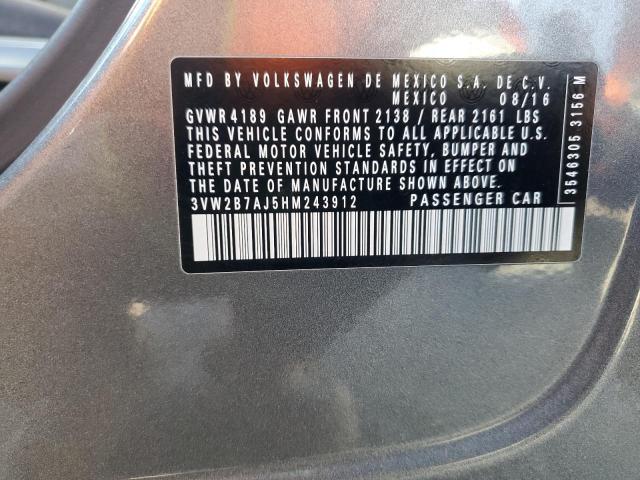 MFD BY VOLKSWAGEN DE MEXICO S.A. DE C.V.
MEXICO 08/16
GVWR 4189 GAWR FRONT 2138 / REAR 2161 LBS
THIS VEHICLE CONFORMS TO ALL APPLICABLE U.S.
FEDERAL MOTOR VEHICLE SAFETY, BUMPER AND
THEFT PREVENTION STANDARDS IN EFFECT ON
THE DATE OF MANUFACTURE SHOWN ABOVE.
3VW2B7AJ5HM243912 PASSENGER CAR
3546305 3156 M